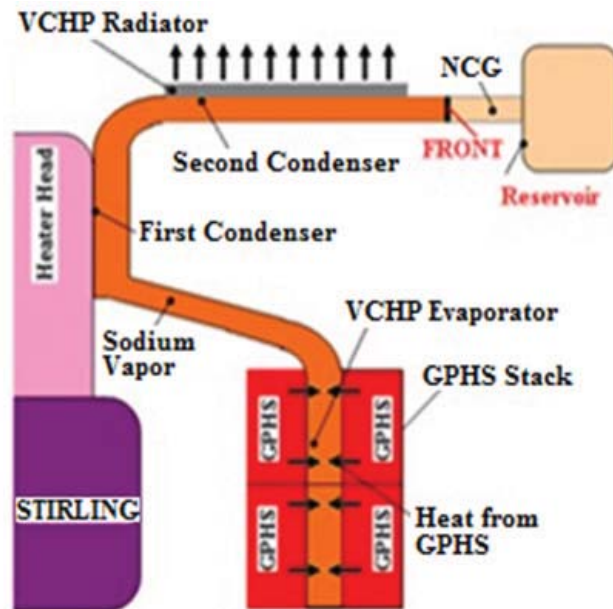 VCHP Radiator
NCG
Second Condenser
FRONT
Reservoir
Heater Head
First Condenser
VCHP Evaporator
Sodium
Vapor
GPHS Stack
GPHS
GPHS
STIRLING
GPHS
GPHS
Heat from
GPHS